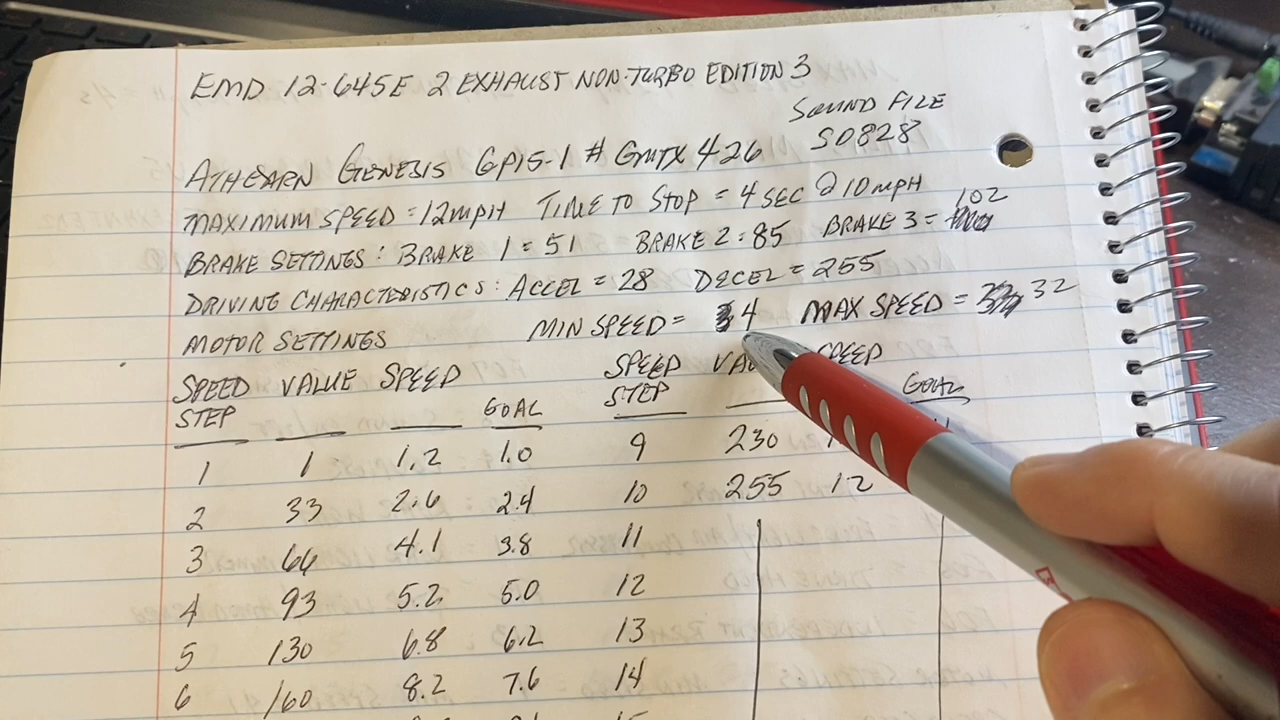 EMD 12-645E 2 EXHAUST NON-TURBO EDITION 3
SOUND FILE
S0828
ATHEARN GENESIS GP15-1 # GMTX 426
MAXIMUM SPEED = 12MPH TIME TO STOP = 4 SEC @ 10MPH
BRAKE SETTINGS: BRAKE 1 = 51 BRAKE 2 = 85 BRAKE 3 = 102
DRIVING CHARACTERISTICS: ACCEL = 28 DECEL = 255
MOTOR SETTINGS MIN SPEED = 4 MAX SPEED = 32
SPEED STEP VALUE SPEED GOAL SPEED STEP SPEED GOAL
1 1 1.2 1.0 9 230
2 33 2.6 2.4 10 255 12
3 66 4.1 3.8 11
4 93 5.2 5.0 12
5 130 6.8 6.2 13
6 160 8.2 7.6 14